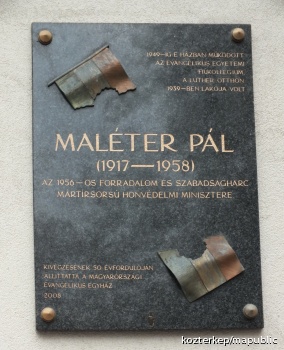 1949-IG E HÁZBAN MŰKÖDÖTT
AZ EVANGÉLIKUS EGYETEMI
FIÚKOLLÉGIUM,
A LUTHER OTTHON
1939-BEN LAKÓJA VOLT
MALÉTER PÁL
(1917—1958)
AZ 1956-OS FORRADALOM ÉS SZABADSÁGHARC
MÁRTÍRSORSÚ HONVÉDELMI MINISZTERE
KIVÉGZÉSÉNEK 50. ÉVFORDULÓJÁN
ÁLLÍTTATTA A MAGYARORSZÁGI
EVANGÉLIKUS EGYHÁZ
2008
kozterkep/mapublic